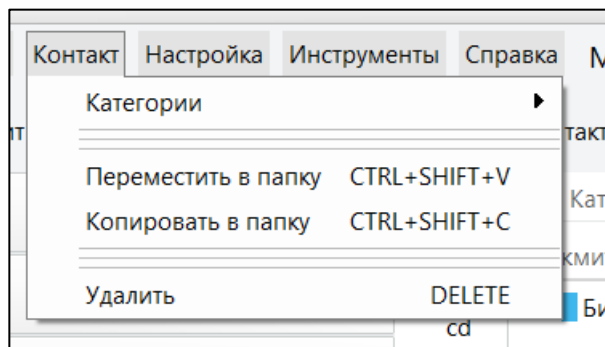 Контакт Настройка Инструменты Справка
Категории
Переместить в папку CTRL+SHIFT+V
Копировать в папку CTRL+SHIFT+C
Удалить DELETE
cd